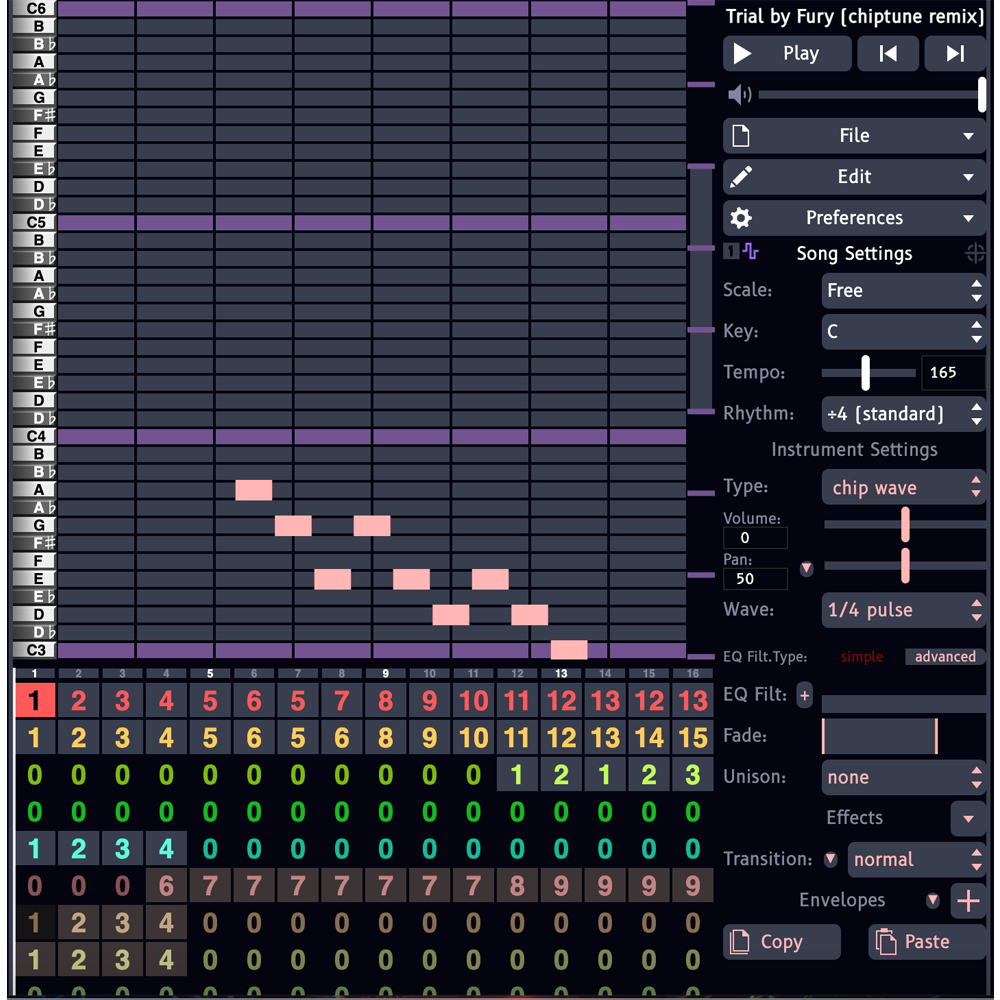 Trial by Fury (chiptune remix)
Play
File
Edit
Preferences
1 Song Settings
Scale: Free
Key: C
Tempo: 165
Rhythm: ÷4 (standard)
Instrument Settings
Type: chip wave
Volume:
0
Pan:
50
Wave: 1/4 pulse
EQ Filt.Type: simple advanced
EQ Filt: +
Fade:
Unison: none
Effects
Transition: normal
Envelopes +
Copy Paste
C6
B
B♭
A
A♭
G
F♯
F
E
E♭
D
D♭
C5
B
B♭
A
A♭
G
F♯
F
E
E♭
D
D♭
C4
B
B♭
A
A♭
G
F♯
F
E
E♭
D
D♭
C3
1 2 3 4 5 6 7 8 9 10 11 12 13 14 15 16
1 2 3 4 5 6 5 7 8 9 10 11 12 13 12 13
1 2 3 4 5 6 5 6 8 9 10 11 12 13 14 15
0 0 0 0 0 0 0 0 0 0 0 1 2 1 2 3
0 0 0 0 0 0 0 0 0 0 0 0 0 0 0 0
1 2 3 4 0 0 0 0 0 0 0 0 0 0 0 0
0 0 0 6 7 7 7 7 7 7 7 8 9 9 9 9
1 2 3 4 0 0 0 0 0 0 0 0 0 0 0 0
1 2 3 4 0 0 0 0 0 0 0 0 0 0 0 0